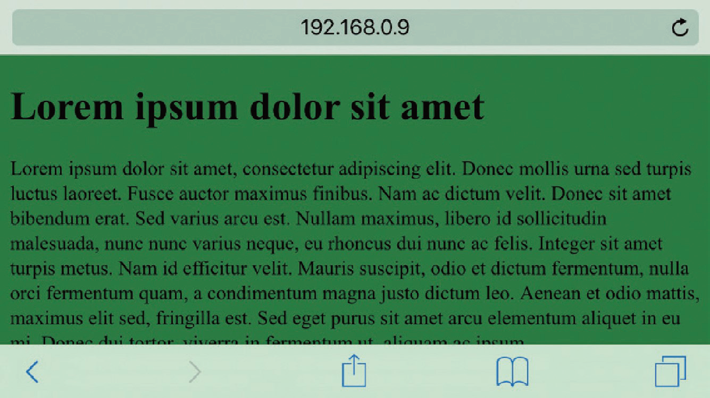 192.168.0.9
Lorem ipsum dolor sit amet
Lorem ipsum dolor sit amet, consectetur adipiscing elit. Donec mollis urna sed turpis
luctus laoreet. Fusce auctor maximus finibus. Nam ac dictum velit. Donec sit amet
bibendum erat. Sed varius arcu est. Nullam maximus, libero id sollicitudin
malesuada, nunc nunc varius neque, eu rhoncus dui nunc ac felis. Integer sit amet
turpis metus. Nam id efficitur velit. Mauris suscipit, odio et dictum fermentum, nulla
orci fermentum quam, a condimentum magna justo dictum leo. Aenean et odio mattis,
maximus elit sed, fringilla est. Sed eget purus sit amet arcu elementum aliquet in eu
mi. Donec dui tortor, viverra in fermentum ut, aliquam ac ipsum.